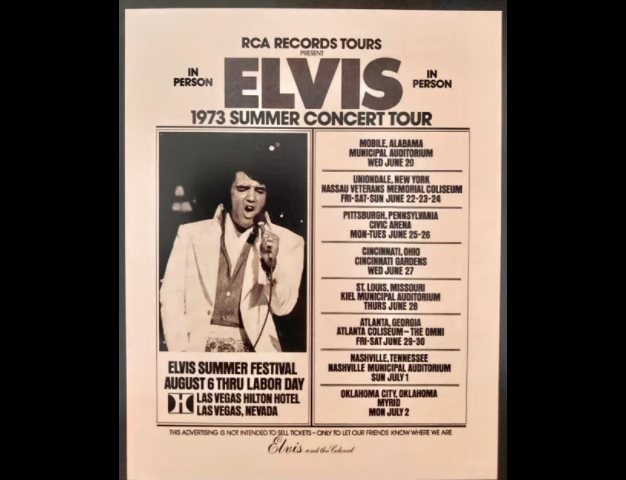 RCA RECORDS TOURS
PRESENT
IN
PERSON
ELVIS
IN
PERSON
1973 SUMMER CONCERT TOUR
MOBILE, ALABAMA
MUNICIPAL AUDITORIUM
WED JUNE 20
UNIONDALE, NEW YORK
NASSAU VETERANS MEMORIAL COLISEUM
FRI-SAT-SUN JUNE 22-23-24
PITTSBURGH, PENNSYLVANIA
CIVIC ARENA
MON-TUES JUNE 25-26
CINCINNATI, OHIO
CINCINNATI GARDENS
WED JUNE 27
ST. LOUIS, MISSOURI
KIEL MUNICIPAL AUDITORIUM
THURS JUNE 28
ATLANTA, GEORGIA
ATLANTA COLISEUM - THE OMNI
FRI-SAT JUNE 29-30
NASHVILLE, TENNESSEE
NASHVILLE MUNICIPAL AUDITORIUM
SUN JULY 1
OKLAHOMA CITY, OKLAHOMA
MYRID
MON JULY 2
ELVIS SUMMER FESTIVAL
AUGUST 6 THRU LABOR DAY
H LAS VEGAS HILTON HOTEL
LAS VEGAS, NEVADA
THIS ADVERTISING IS NOT INTENDED TO SELL TICKETS - ONLY TO LET OUR FRIENDS KNOW WHERE WE ARE
Elvis and the Colonel